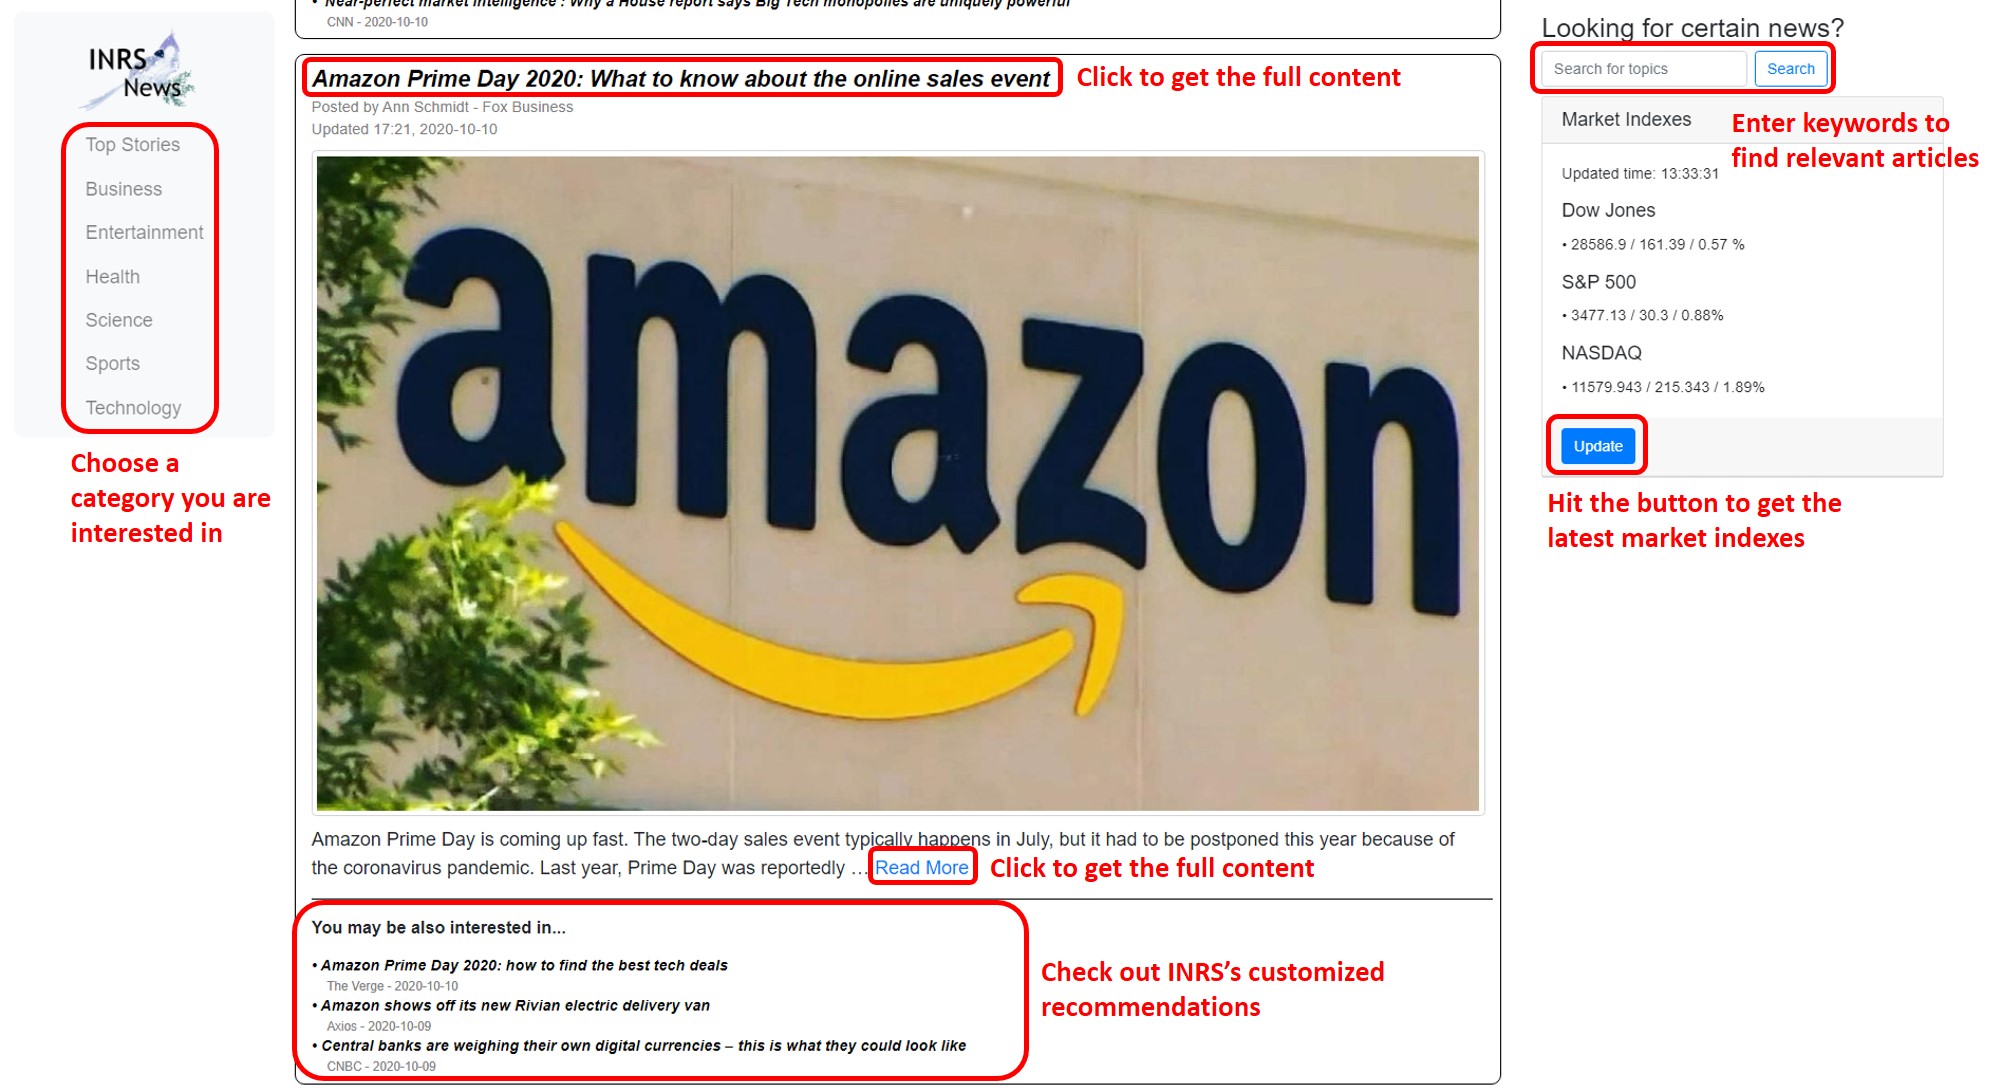 • "Near-perfect market intelligence": Why a House report says Big Tech monopolies are uniquely powerful
CNN - 2020-10-10
INRS
News
Top Stories
Business
Entertainment
Health
Science
Sports
Technology
Choose a
category you are
interested in
Amazon Prime Day 2020: What to know about the online sales event
Click to get the full content
Posted by Ann Schmidt - Fox Business
Updated 17:21, 2020-10-10
amazon
Amazon Prime Day is coming up fast. The two-day sales event typically happens in July, but it had to be postponed this year because of
the coronavirus pandemic. Last year, Prime Day was reportedly … Read More
Click to get the full content
You may be also interested in...
• Amazon Prime Day 2020: how to find the best tech deals
The Verge - 2020-10-10
• Amazon shows off its new Rivian electric delivery van
Axios - 2020-10-09
• Central banks are weighing their own digital currencies – this is what they could look like
CNBC - 2020-10-09
Check out INRS’s customized
recommendations
Looking for certain news?
Search for topics
Search
Enter keywords to
find relevant articles
Market Indexes
Updated time: 13:33:31
Dow Jones
• 28586.9 / 161.39 / 0.57 %
S&P 500
• 3477.13 / 30.3 / 0.88%
NASDAQ
• 11579.943 / 215.343 / 1.89%
Update
Hit the button to get the
latest market indexes